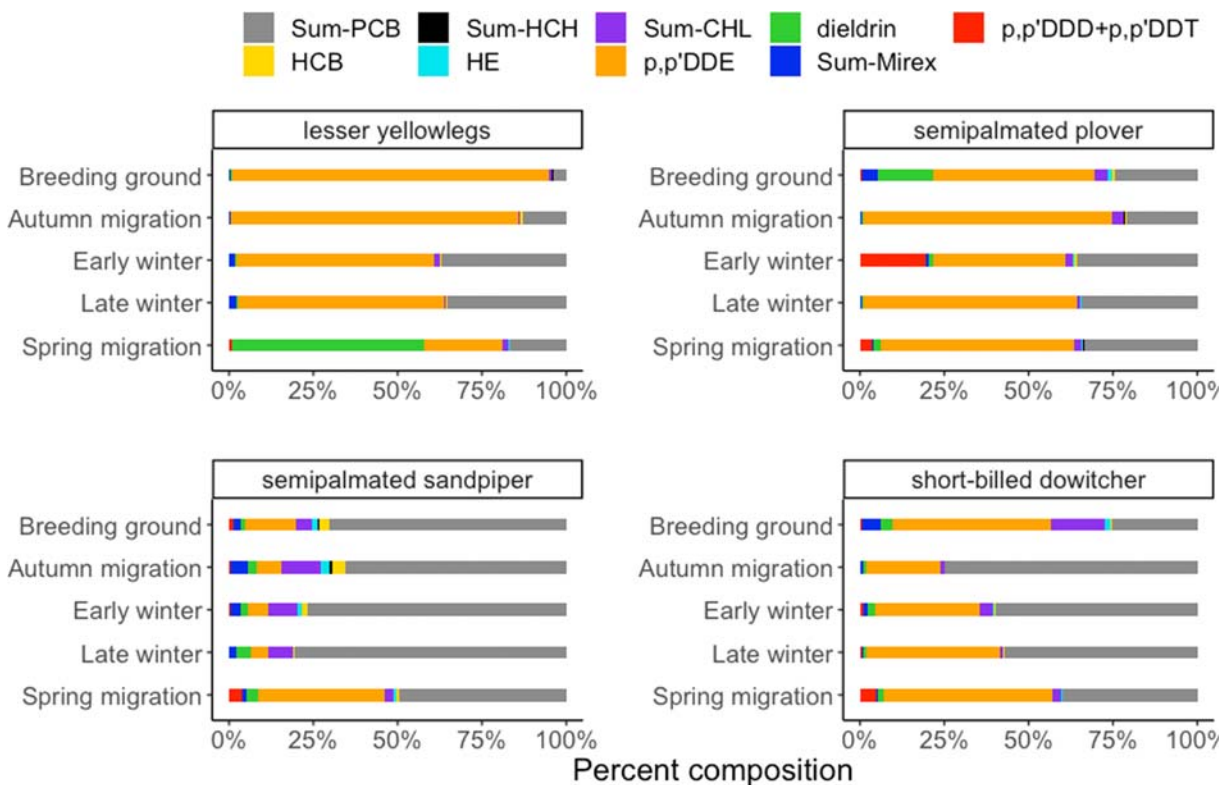 Sum-PCB Sum-HCH Sum-CHL dieldrin p,p'DDD+p,p'DDT
HCB HE p,p'DDE Sum-Mirex
lesser yellowlegs
Breeding ground
Autumn migration
Early winter
Late winter
Spring migration
0% 25% 50% 75% 100%
semipalmated plover
Breeding ground
Autumn migration
Early winter
Late winter
Spring migration
0% 25% 50% 75% 100%
semipalmated sandpiper
Breeding ground
Autumn migration
Early winter
Late winter
Spring migration
0% 25% 50% 75% 100%
short-billed dowitcher
Breeding ground
Autumn migration
Early winter
Late winter
Spring migration
0% 25% 50% 75% 100%
Percent composition